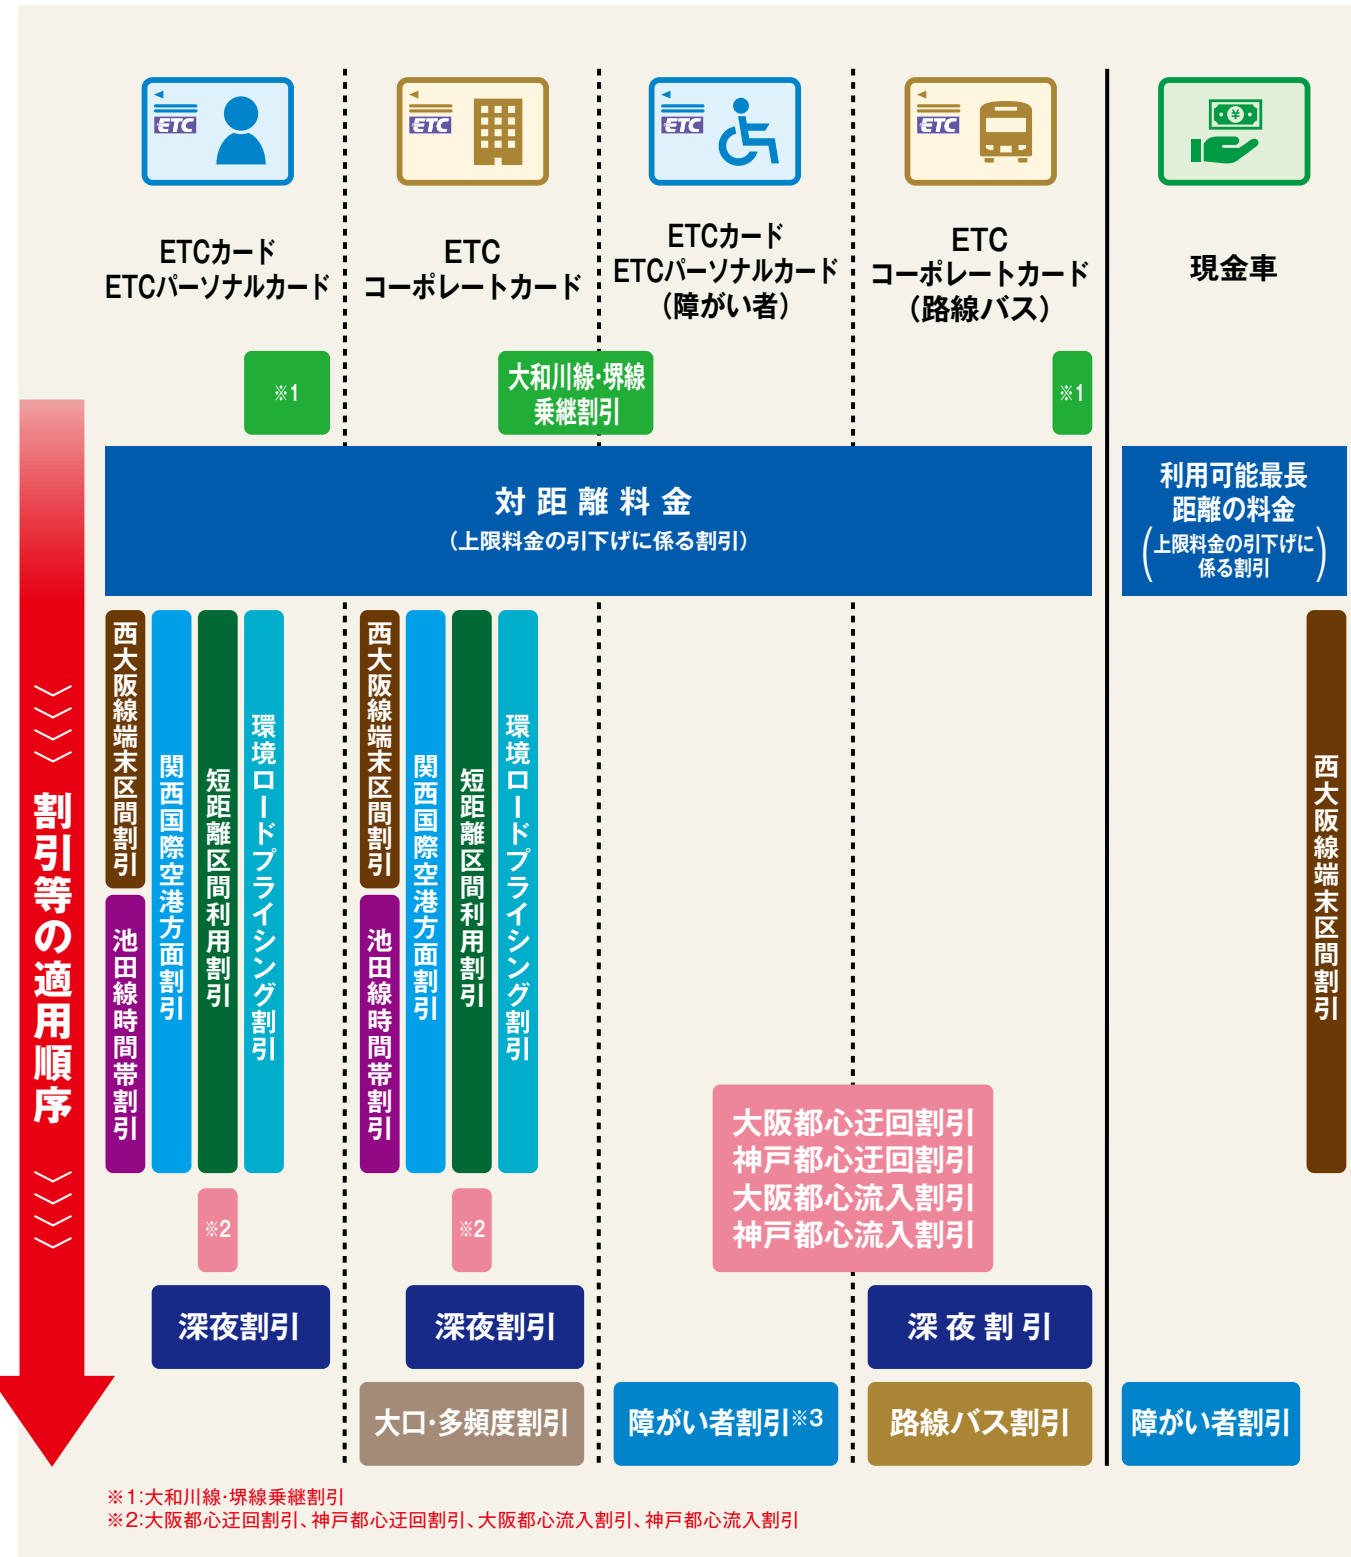 ETC
ETC
ETC
ETC
ETCカード
ETCパーソナルカード
ETC
コーポレートカード
ETCカード
ETCパーソナルカード
(障がい者)
ETC
コーポレートカード
(路線バス)
現金車
※1
大和川線・堺線
乗継割引
※1
対距離料金
(上限料金の引下げに係る割引)
利用可能最長
距離の料金
(上限料金の引下げに
係る割引)
割引等の適用順序
西大阪線端末区間割引
池田線時間帯割引
関西国際空港方面割引
短距離区間利用割引
環境ロードプライシング割引
西大阪線端末区間割引
池田線時間帯割引
関西国際空港方面割引
短距離区間利用割引
環境ロードプライシング割引
西大阪線端末区間割引
大阪都心迂回割引
神戸都心迂回割引
大阪都心流入割引
神戸都心流入割引
※2
※2
深夜割引
深夜割引
深夜割引
大口・多頻度割引
障がい者割引※3
路線バス割引
障がい者割引
※1:大和川線・堺線乗継割引
※2:大阪都心迂回割引、神戸都心迂回割引、大阪都心流入割引、神戸都心流入割引